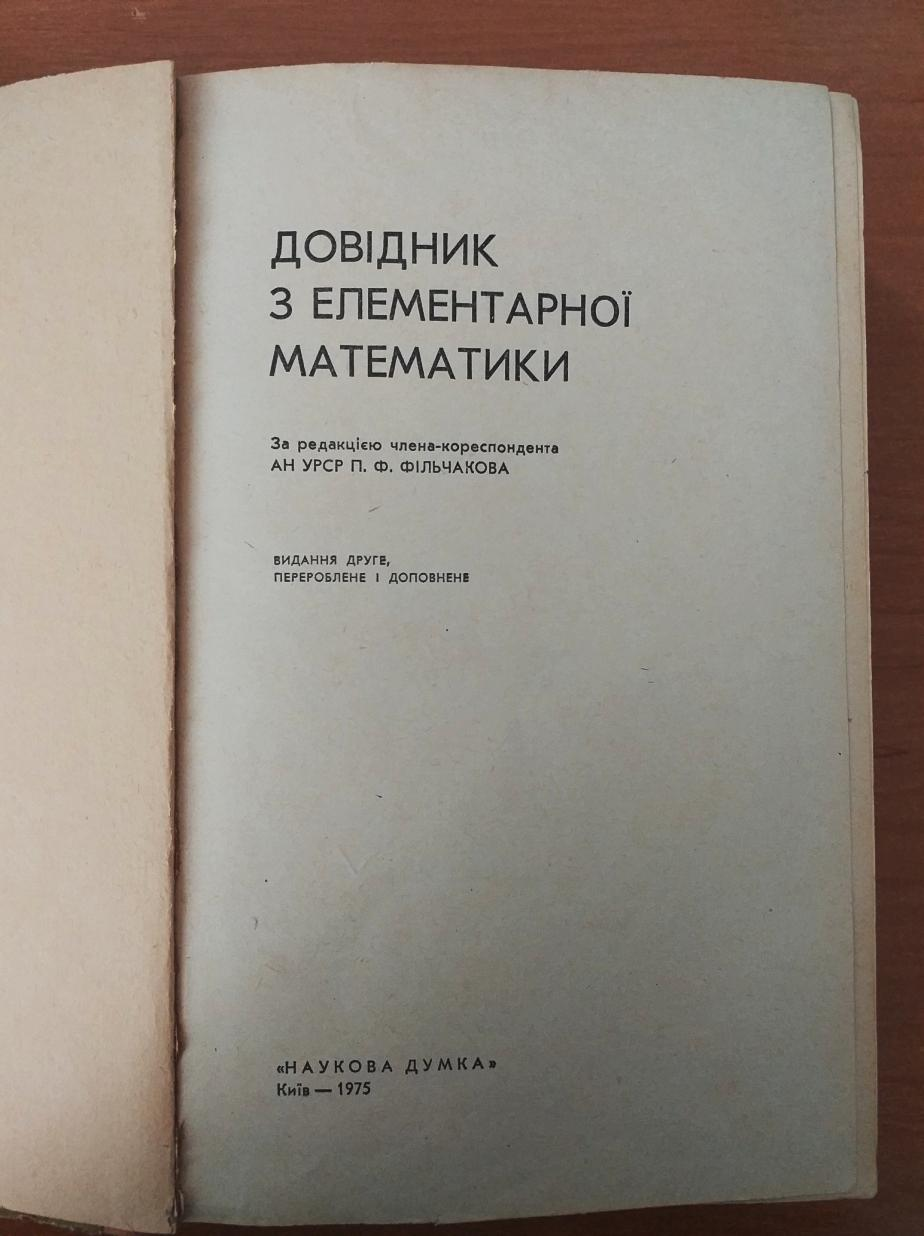 ДОВІДНИК
З ЕЛЕМЕНТАРНОЇ
МАТЕМАТИКИ
За редакцією члена-кореспондента
АН УРСР П. Ф. ФІЛЬЧАКОВА
ВИДАННЯ ДРУГЕ,
ПЕРЕРОБЛЕНЕ І ДОПОВНЕНЕ
«НАУКОВА ДУМКА»
Київ — 1975